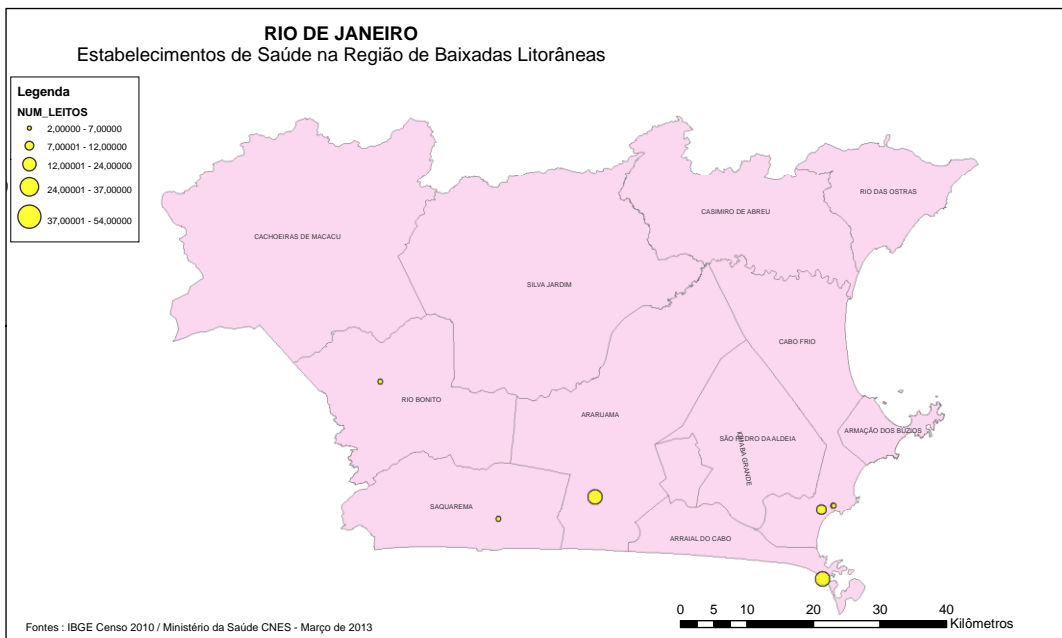 RIO DE JANEIRO
Estabelecimentos de Saúde na Região de Baixadas Litorâneas
Legenda
NUM_LEITOS
2,00000 - 7,00000
7,00001 - 12,00000
12,00001 - 24,00000
24,00001 - 37,00000
37,00001 - 54,00000
RIO DAS OSTRAS
CASIMIRO DE ABREU
CACHOEIRAS DE MACACU
SILVA JARDIM
CABO FRIO
RIO BONITO
ARARUAMA
ARMAÇÃO DOS BÚZIOS
SÃO PEDRO DA ALDEIA
IGUABA GRANDE
SAQUAREMA
ARRAIAL DO CABO
0 5 10 20 30 40
Quilômetros
Fontes : IBGE Censo 2010 / Ministério da Saúde CNES - Março de 2013